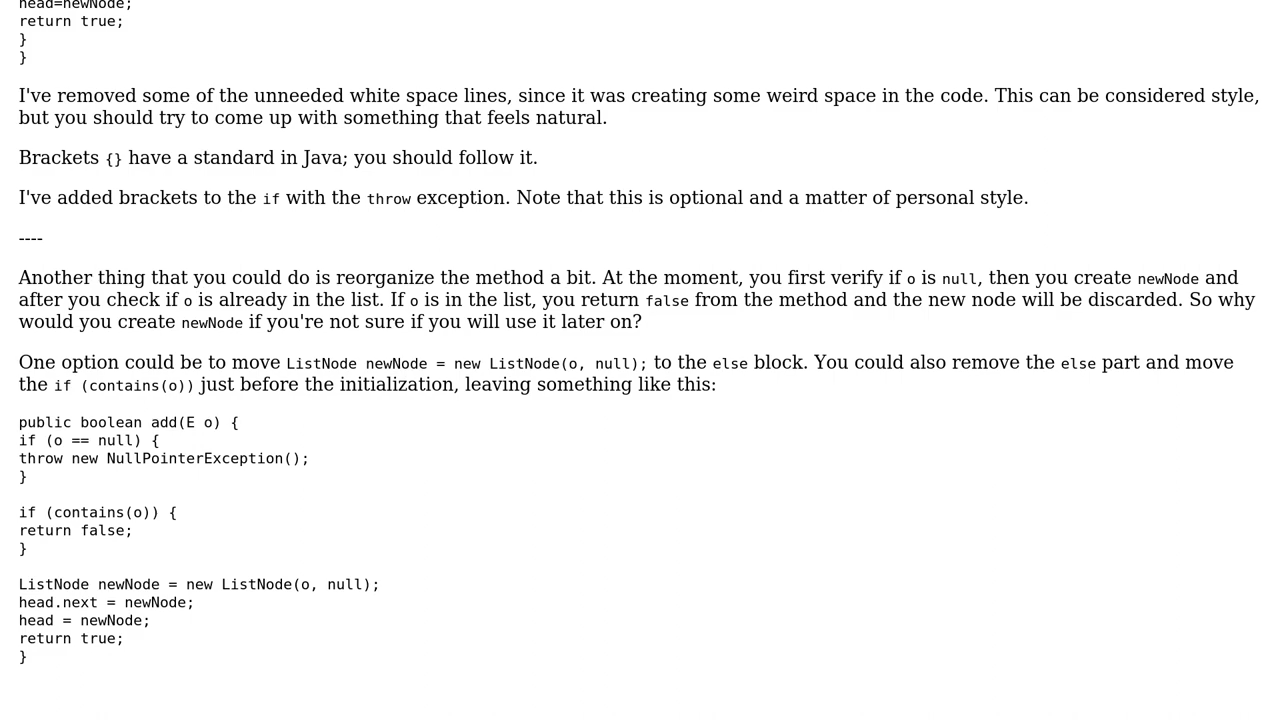 head=newNode;
return true;
}
}
I've removed some of the unneeded white space lines, since it was creating some weird space in the code. This can be considered style,
but you should try to come up with something that feels natural.
Brackets {} have a standard in Java; you should follow it.
I've added brackets to the if with the throw exception. Note that this is optional and a matter of personal style.
----
Another thing that you could do is reorganize the method a bit. At the moment, you first verify if o is null, then you create newNode and
after you check if o is already in the list. If o is in the list, you return false from the method and the new node will be discarded. So why
would you create newNode if you're not sure if you will use it later on?
One option could be to move ListNode newNode = new ListNode(o, null); to the else block. You could also remove the else part and move
the if (contains(o)) just before the initialization, leaving something like this:
public boolean add(E o) {
if (o == null) {
throw new NullPointerException();
}
if (contains(o)) {
return false;
}
ListNode newNode = new ListNode(o, null);
head.next = newNode;
head = newNode;
return true;
}